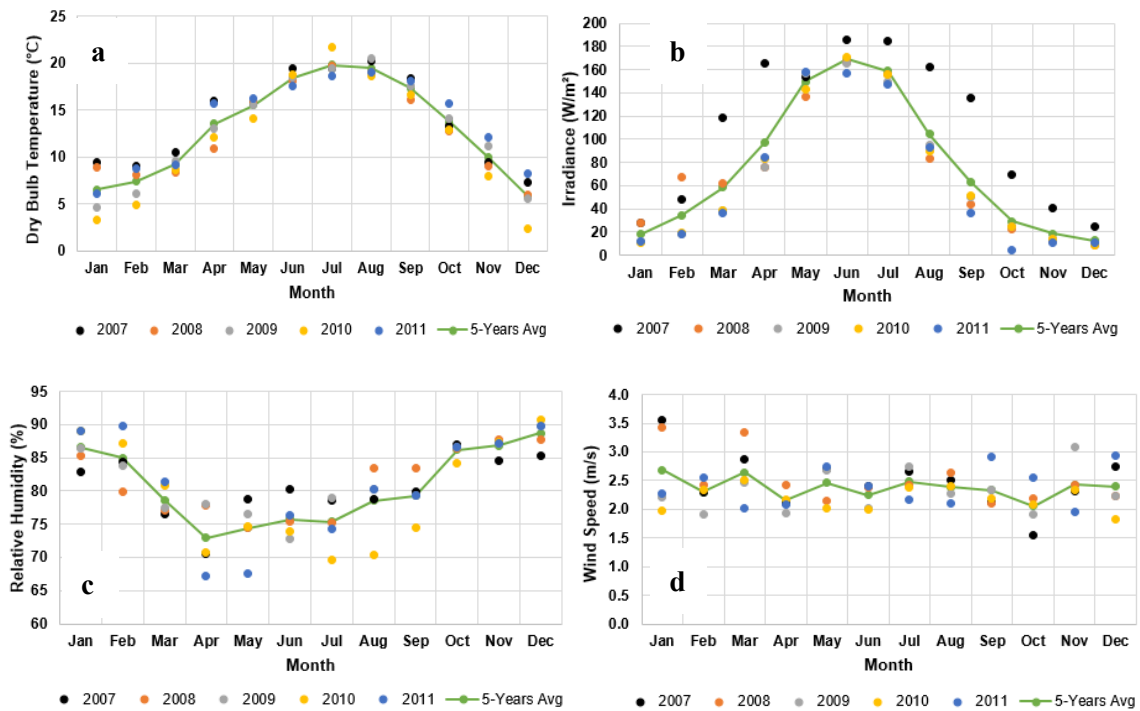 25
20
15
10
5
0
Dry Bulb Temperature (°C)
a
Jan Feb Mar Apr May Jun Jul Aug Sep Oct Nov Dec
Month
2007 2008 2009 2010 2011 5-Years Avg
200
180
160
140
120
100
80
60
40
20
0
Irradiance (W/m²)
b
Jan Feb Mar Apr May Jun Jul Aug Sep Oct Nov Dec
Month
2007 2008 2009 2010 2011 5-Years Avg
95
90
85
80
75
70
65
60
Relative Humidity (%)
c
Jan Feb Mar Apr May Jun Jul Aug Sep Oct Nov Dec
Month
2007 2008 2009 2010 2011 5-Years Avg
4.0
3.5
3.0
2.5
2.0
1.5
1.0
0.5
0.0
Wind Speed (m/s)
d
Jan Feb Mar Apr May Jun Jul Aug Sep Oct Nov Dec
Month
2007 2008 2009 2010 2011 5-Years Avg